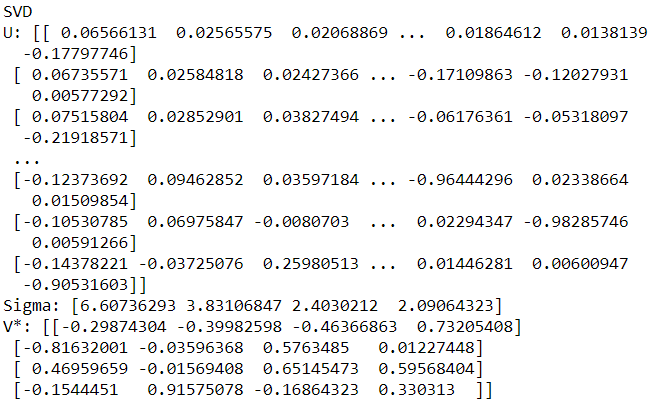 SVD
U: [[ 0.06566131  0.02565575  0.02068869 ...  0.01864612  0.0138139
  -0.17797746]
 [ 0.06735571  0.02584818  0.02427366 ... -0.17109863 -0.12027931
   0.00577292]
 [ 0.07515804  0.02852901  0.03827494 ... -0.06176361 -0.05318097
  -0.21918571]
 ...
 [-0.12373692  0.09462852  0.03597184 ... -0.96444296  0.02338664
   0.01509854]
 [-0.10530785  0.06975847 -0.0080703  ...  0.02294347 -0.98285746
   0.00591266]
 [-0.14378221 -0.03725076  0.25980513 ...  0.01446281  0.00600947
  -0.90531603]]
Sigma: [6.60736293 3.83106847 2.4030212  2.09064323]
V*: [[-0.29874304 -0.39982598 -0.46366863  0.73205408]
 [-0.81632001 -0.03596368  0.5763485   0.01227448]
 [ 0.46959659 -0.01569408  0.65145473  0.59568404]
 [-0.1544451   0.91575078 -0.16864323  0.330313  ]]